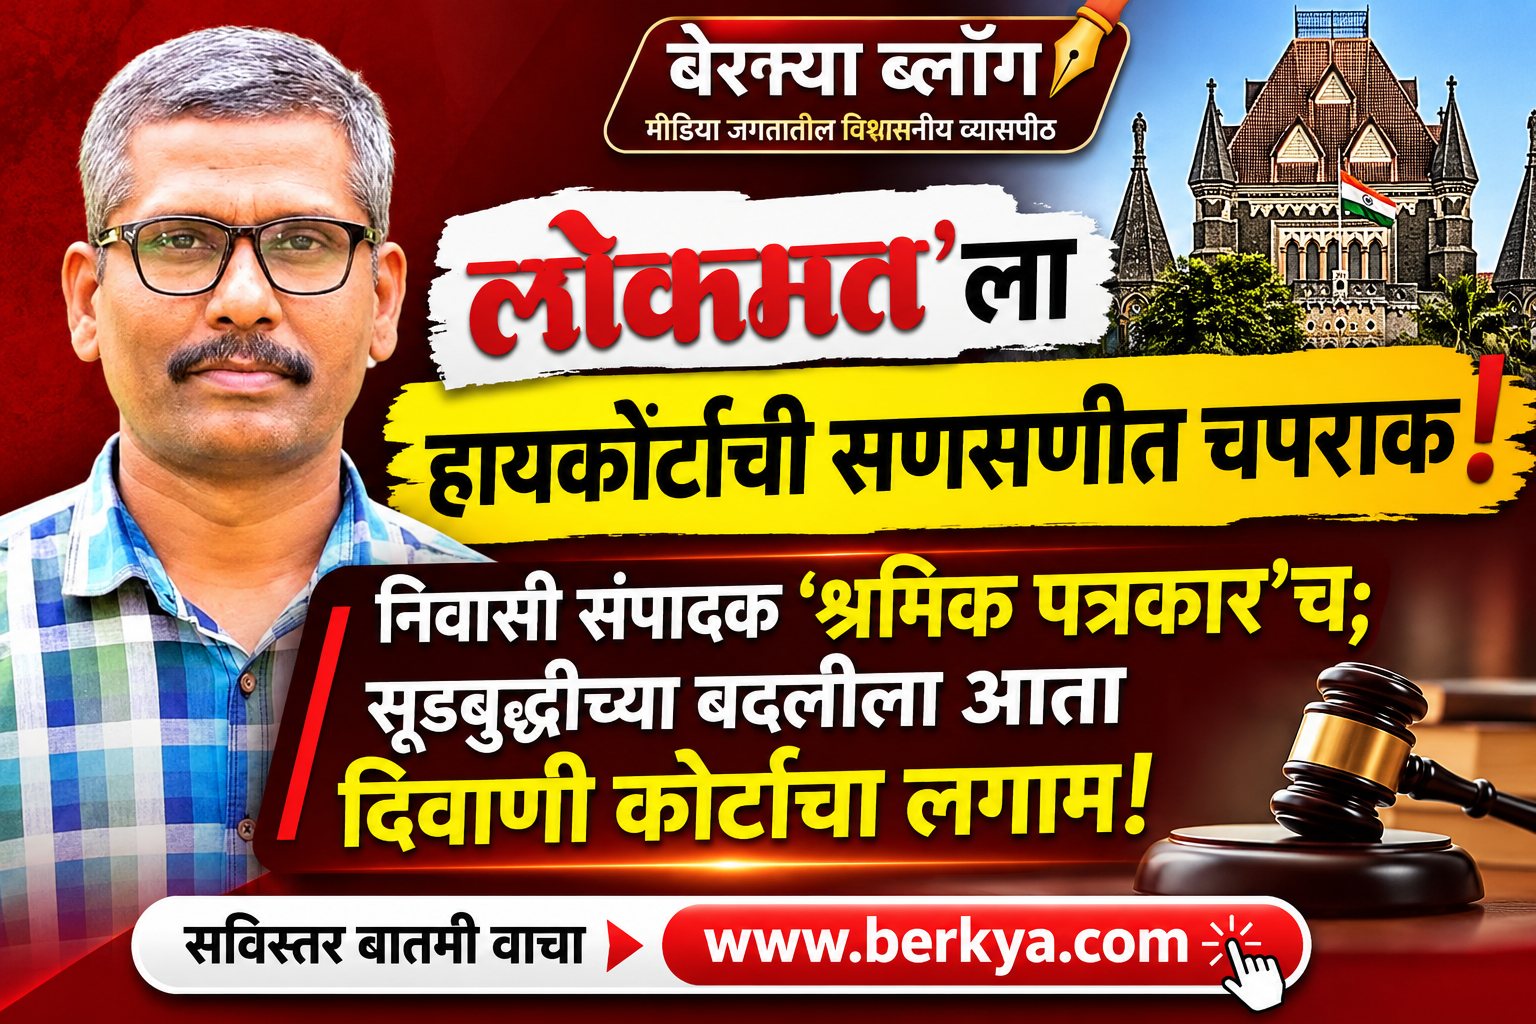 बेरक्या ब्लॉग
मीडिया जगतातील विश्वासनीय व्यासपीठ
लोकमत'ला
हायकोंर्टाची सणसणीत चपराक!
निवासी संपादक 'श्रमिक पत्रकार'च;
सूडबुद्धीच्या बदलीला आता
दिवाणी कोर्टाचा लगाम!
सविस्तर बातमी वाचा
www.berkya.com